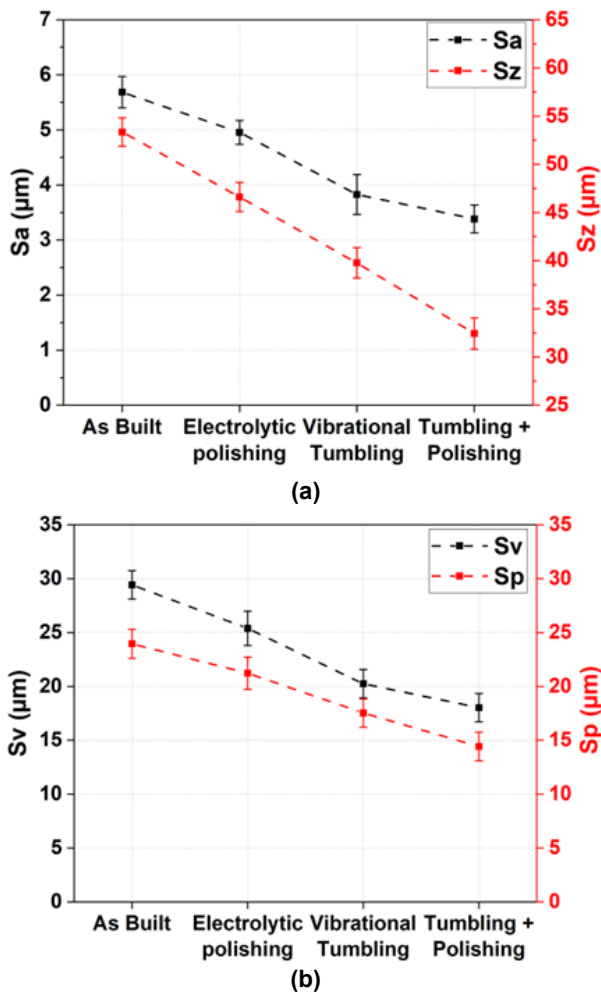 7
6
5
4
3
2
1
0
Sa (μm)
65
60
55
50
45
40
35
30
25
Sz (μm)
Sa
Sz
As Built
Electrolytic
polishing
Vibrational
Tumbling
Tumbling +
Polishing
(a)
35
30
25
20
15
10
5
0
Sv (μm)
35
30
25
20
15
10
5
0
Sp (μm)
Sv
Sp
As Built
Electrolytic
polishing
Vibrational
Tumbling
Tumbling +
Polishing
(b)